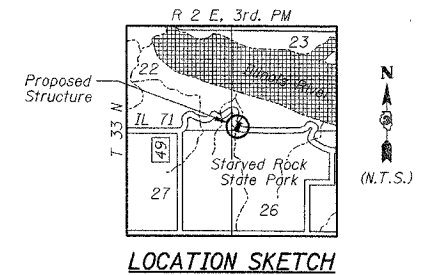 R 2 E, 3rd. PM
23
22
Illinois River
Proposed
Structure
N
T 33 N
IL 71
49
Starved Rock
State Park
(N.T.S.)
27
26
LOCATION SKETCH